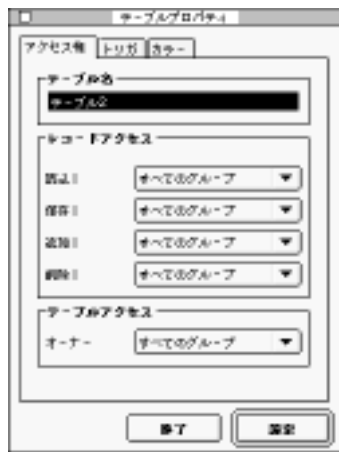 テーブルプロパティ
アクセス権 トリガ カラー
テーブル名
テーブル2
レコードアクセス
読込: すべてのグループ
保存: すべてのグループ
追加: すべてのグループ
削除: すべてのグループ
テーブルアクセス
オーナー すべてのグループ
終了 設定